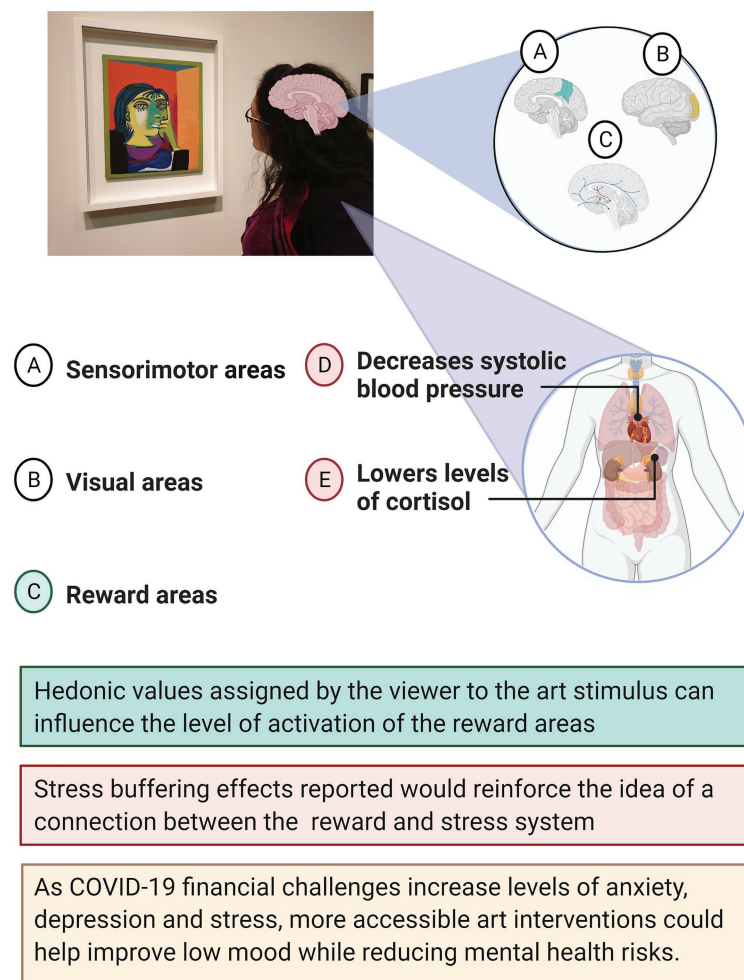 A
B
C
A
Sensorimotor areas
D
Decreases systolic
blood pressure
B
Visual areas
E
Lowers levels
of cortisol
C
Reward areas
Hedonic values assigned by the viewer to the art stimulus can
influence the level of activation of the reward areas
Stress buffering effects reported would reinforce the idea of a
connection between the reward and stress system
As COVID-19 financial challenges increase levels of anxiety,
depression and stress, more accessible art interventions could
help improve low mood while reducing mental health risks.